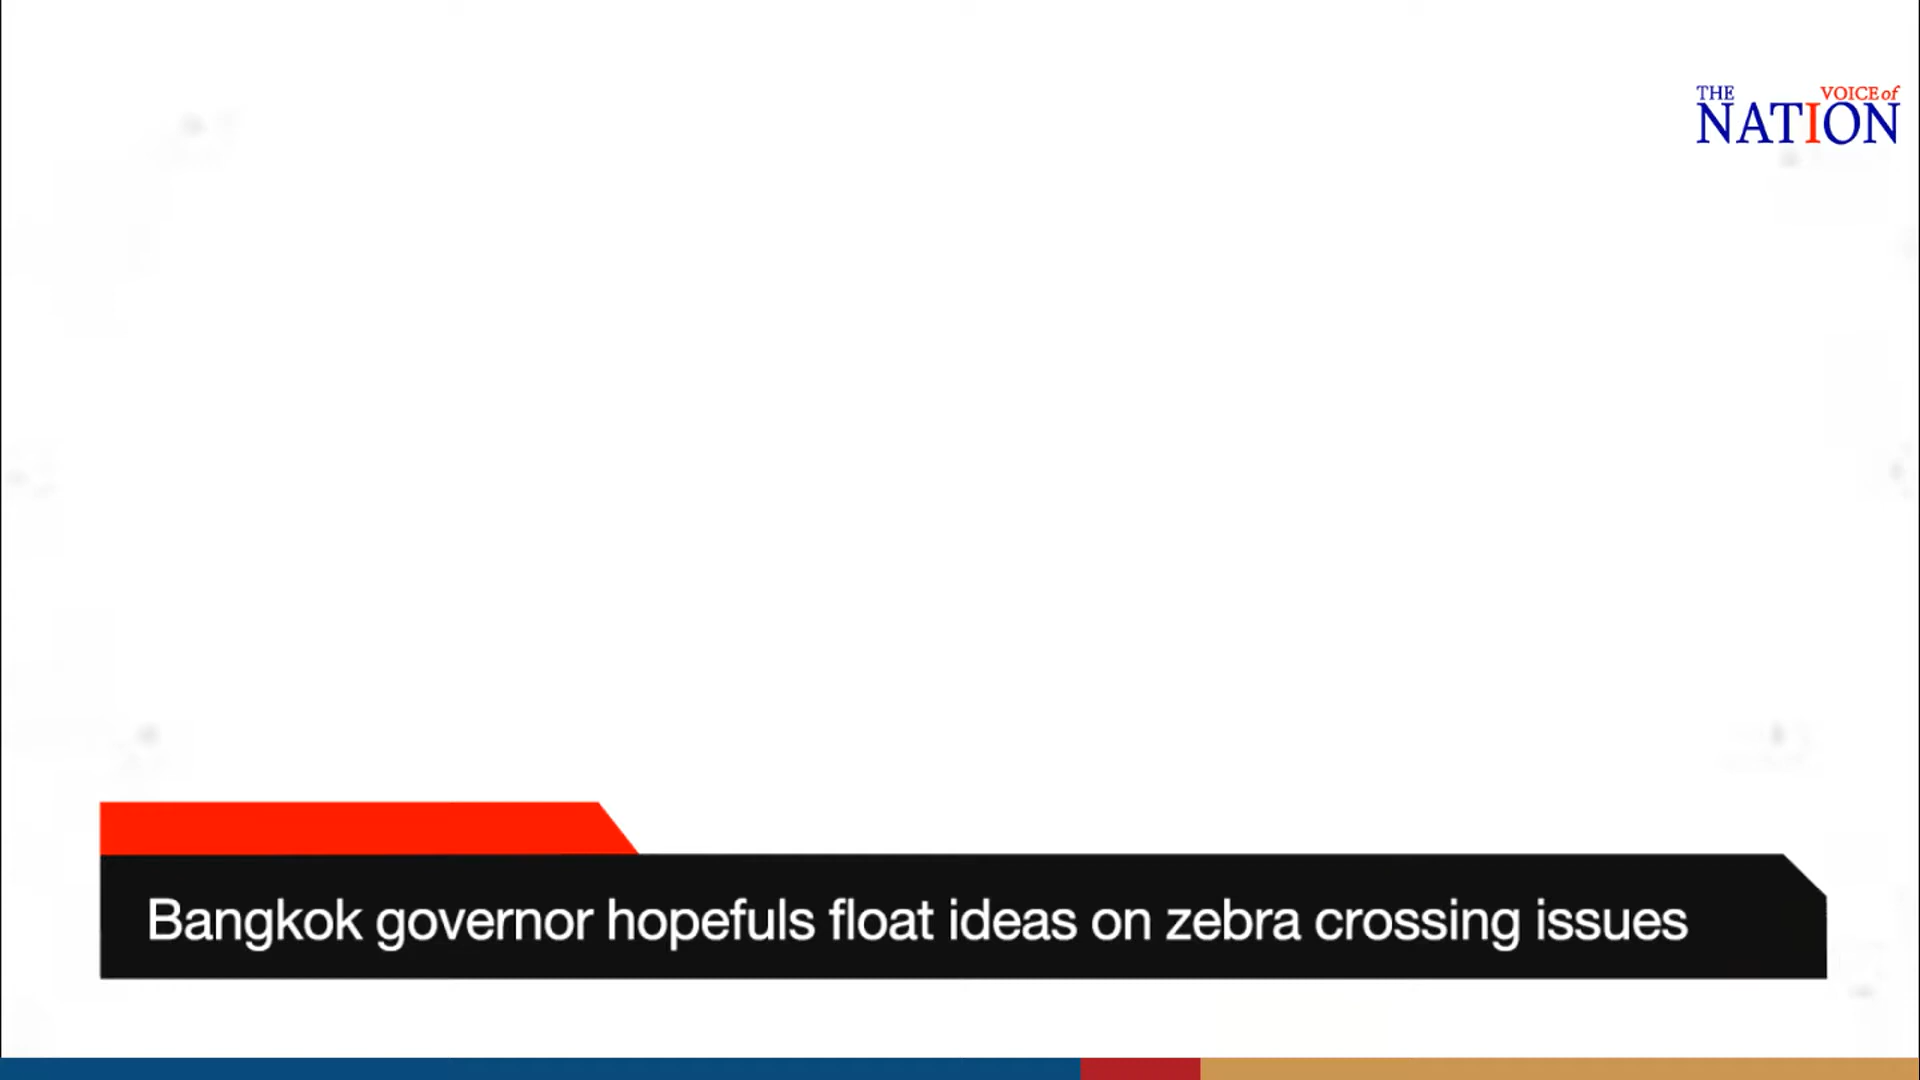 THE VOICE of
NATION
Bangkok governor hopefuls float ideas on zebra crossing issues